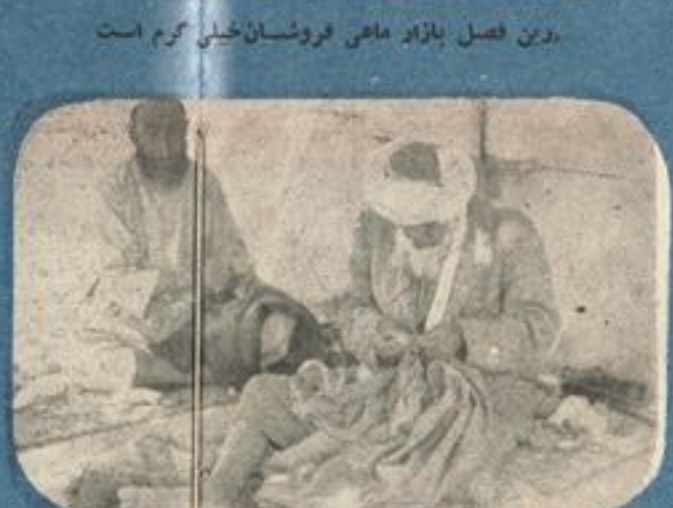 درین فصل بازار ماهی فروشان خیلی گرم است